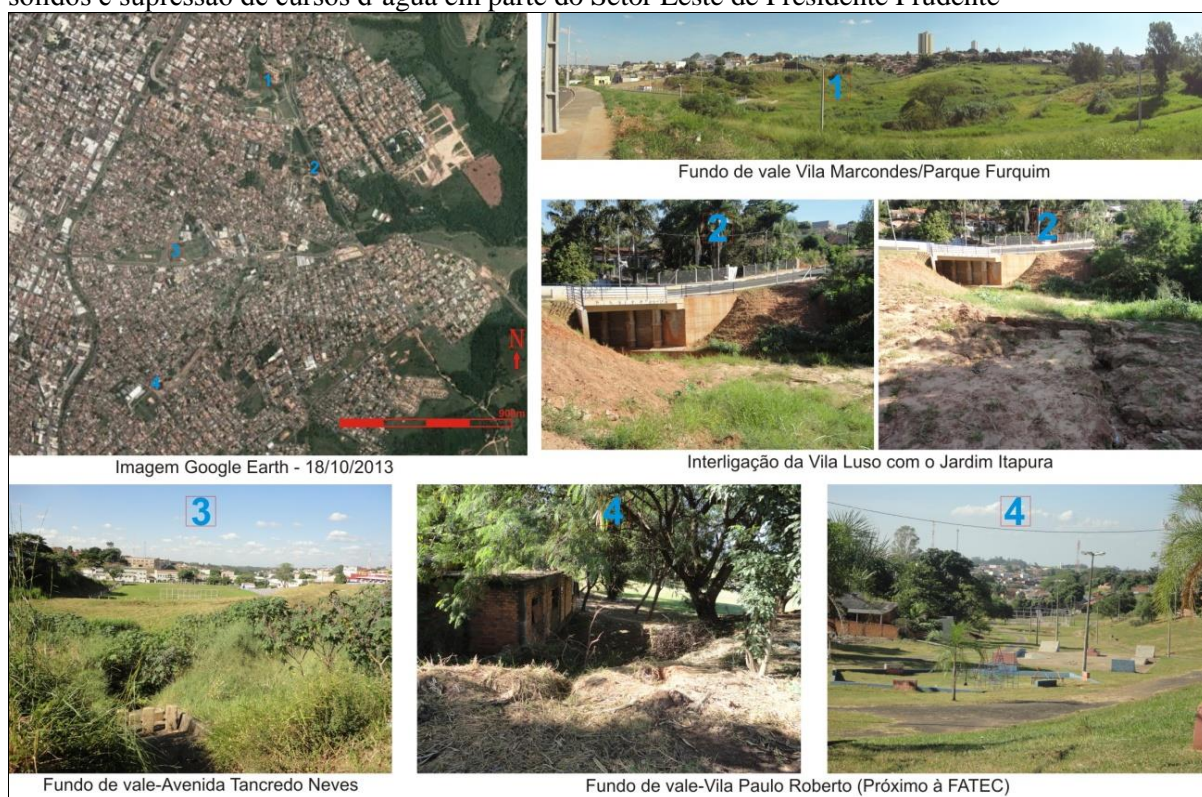 sólidos e supressão de cursos d'água em parte do Setor Leste de Presidente Prudente
1
2
3
4
N
900m
Imagem Google Earth - 18/10/2013
1
Fundo de vale Vila Marcondes/Parque Furquim
2
2
Interligação da Vila Luso com o Jardim Itapura
3
Fundo de vale-Avenida Tancredo Neves
4
4
Fundo de vale-Vila Paulo Roberto (Próximo à FATEC)